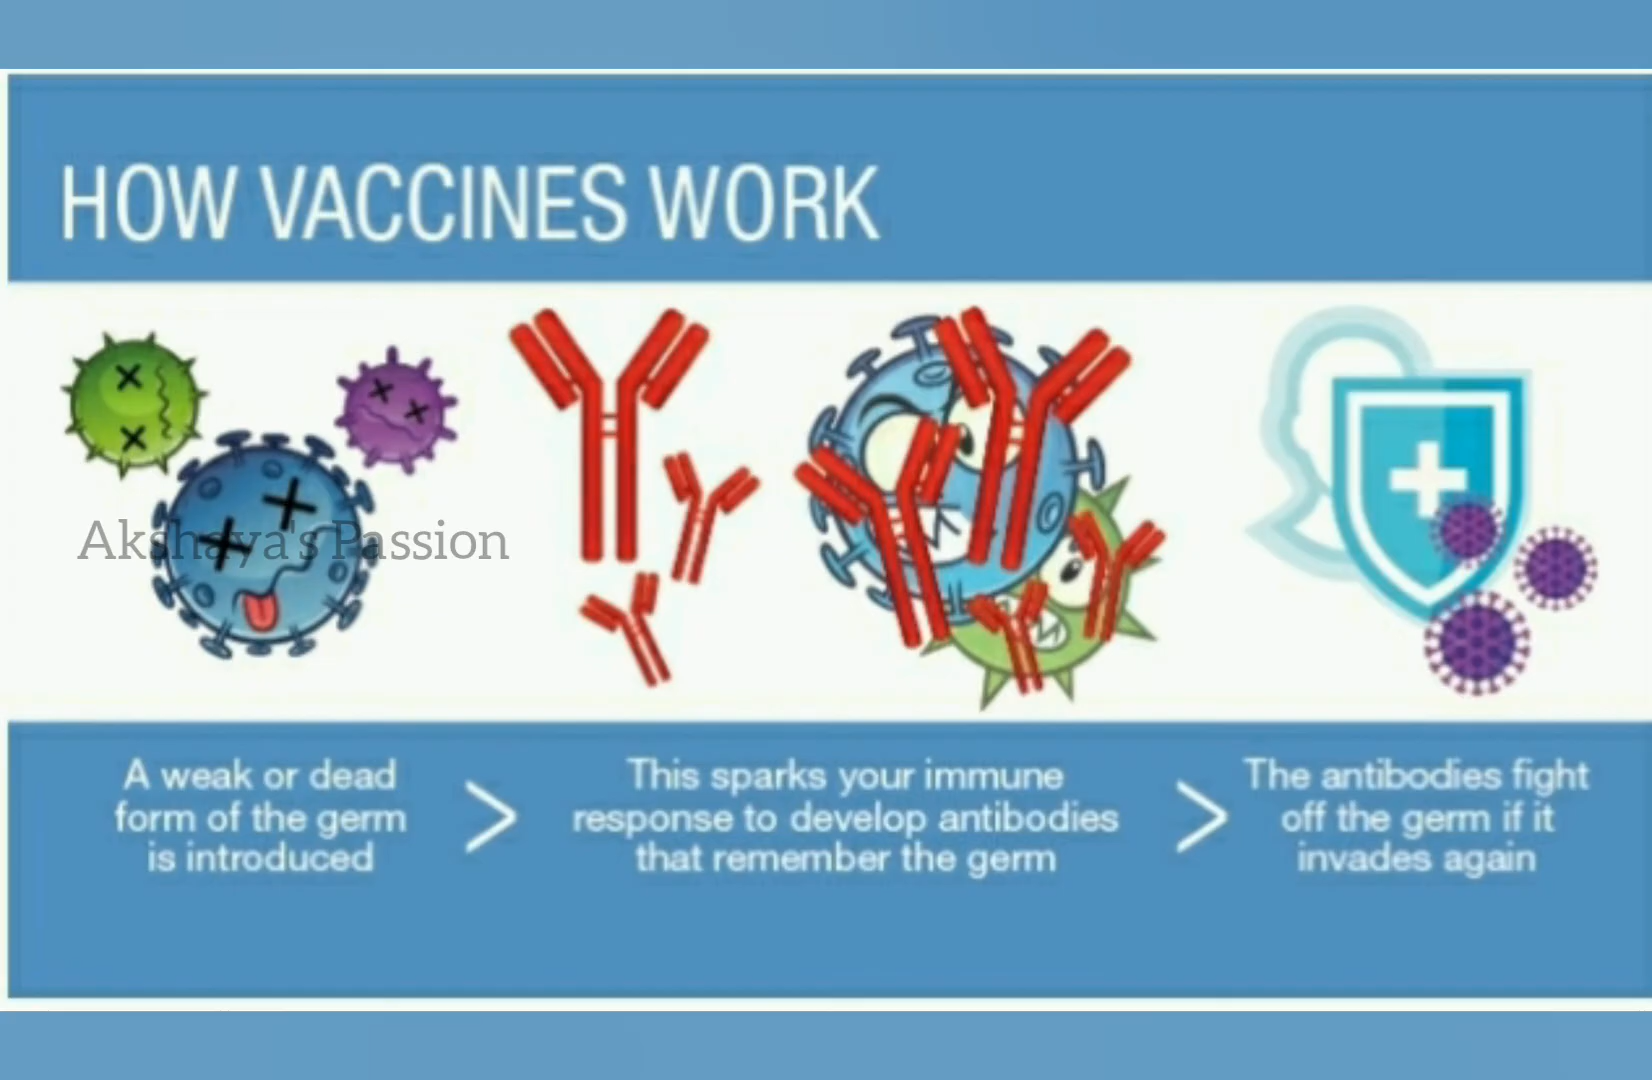 HOW VACCINES WORK
Akshaya's Passion
A weak or dead
form of the germ
is introduced
>
This sparks your immune
response to develop antibodies
that remember the germ
>
The antibodies fight
off the germ if it
invades again